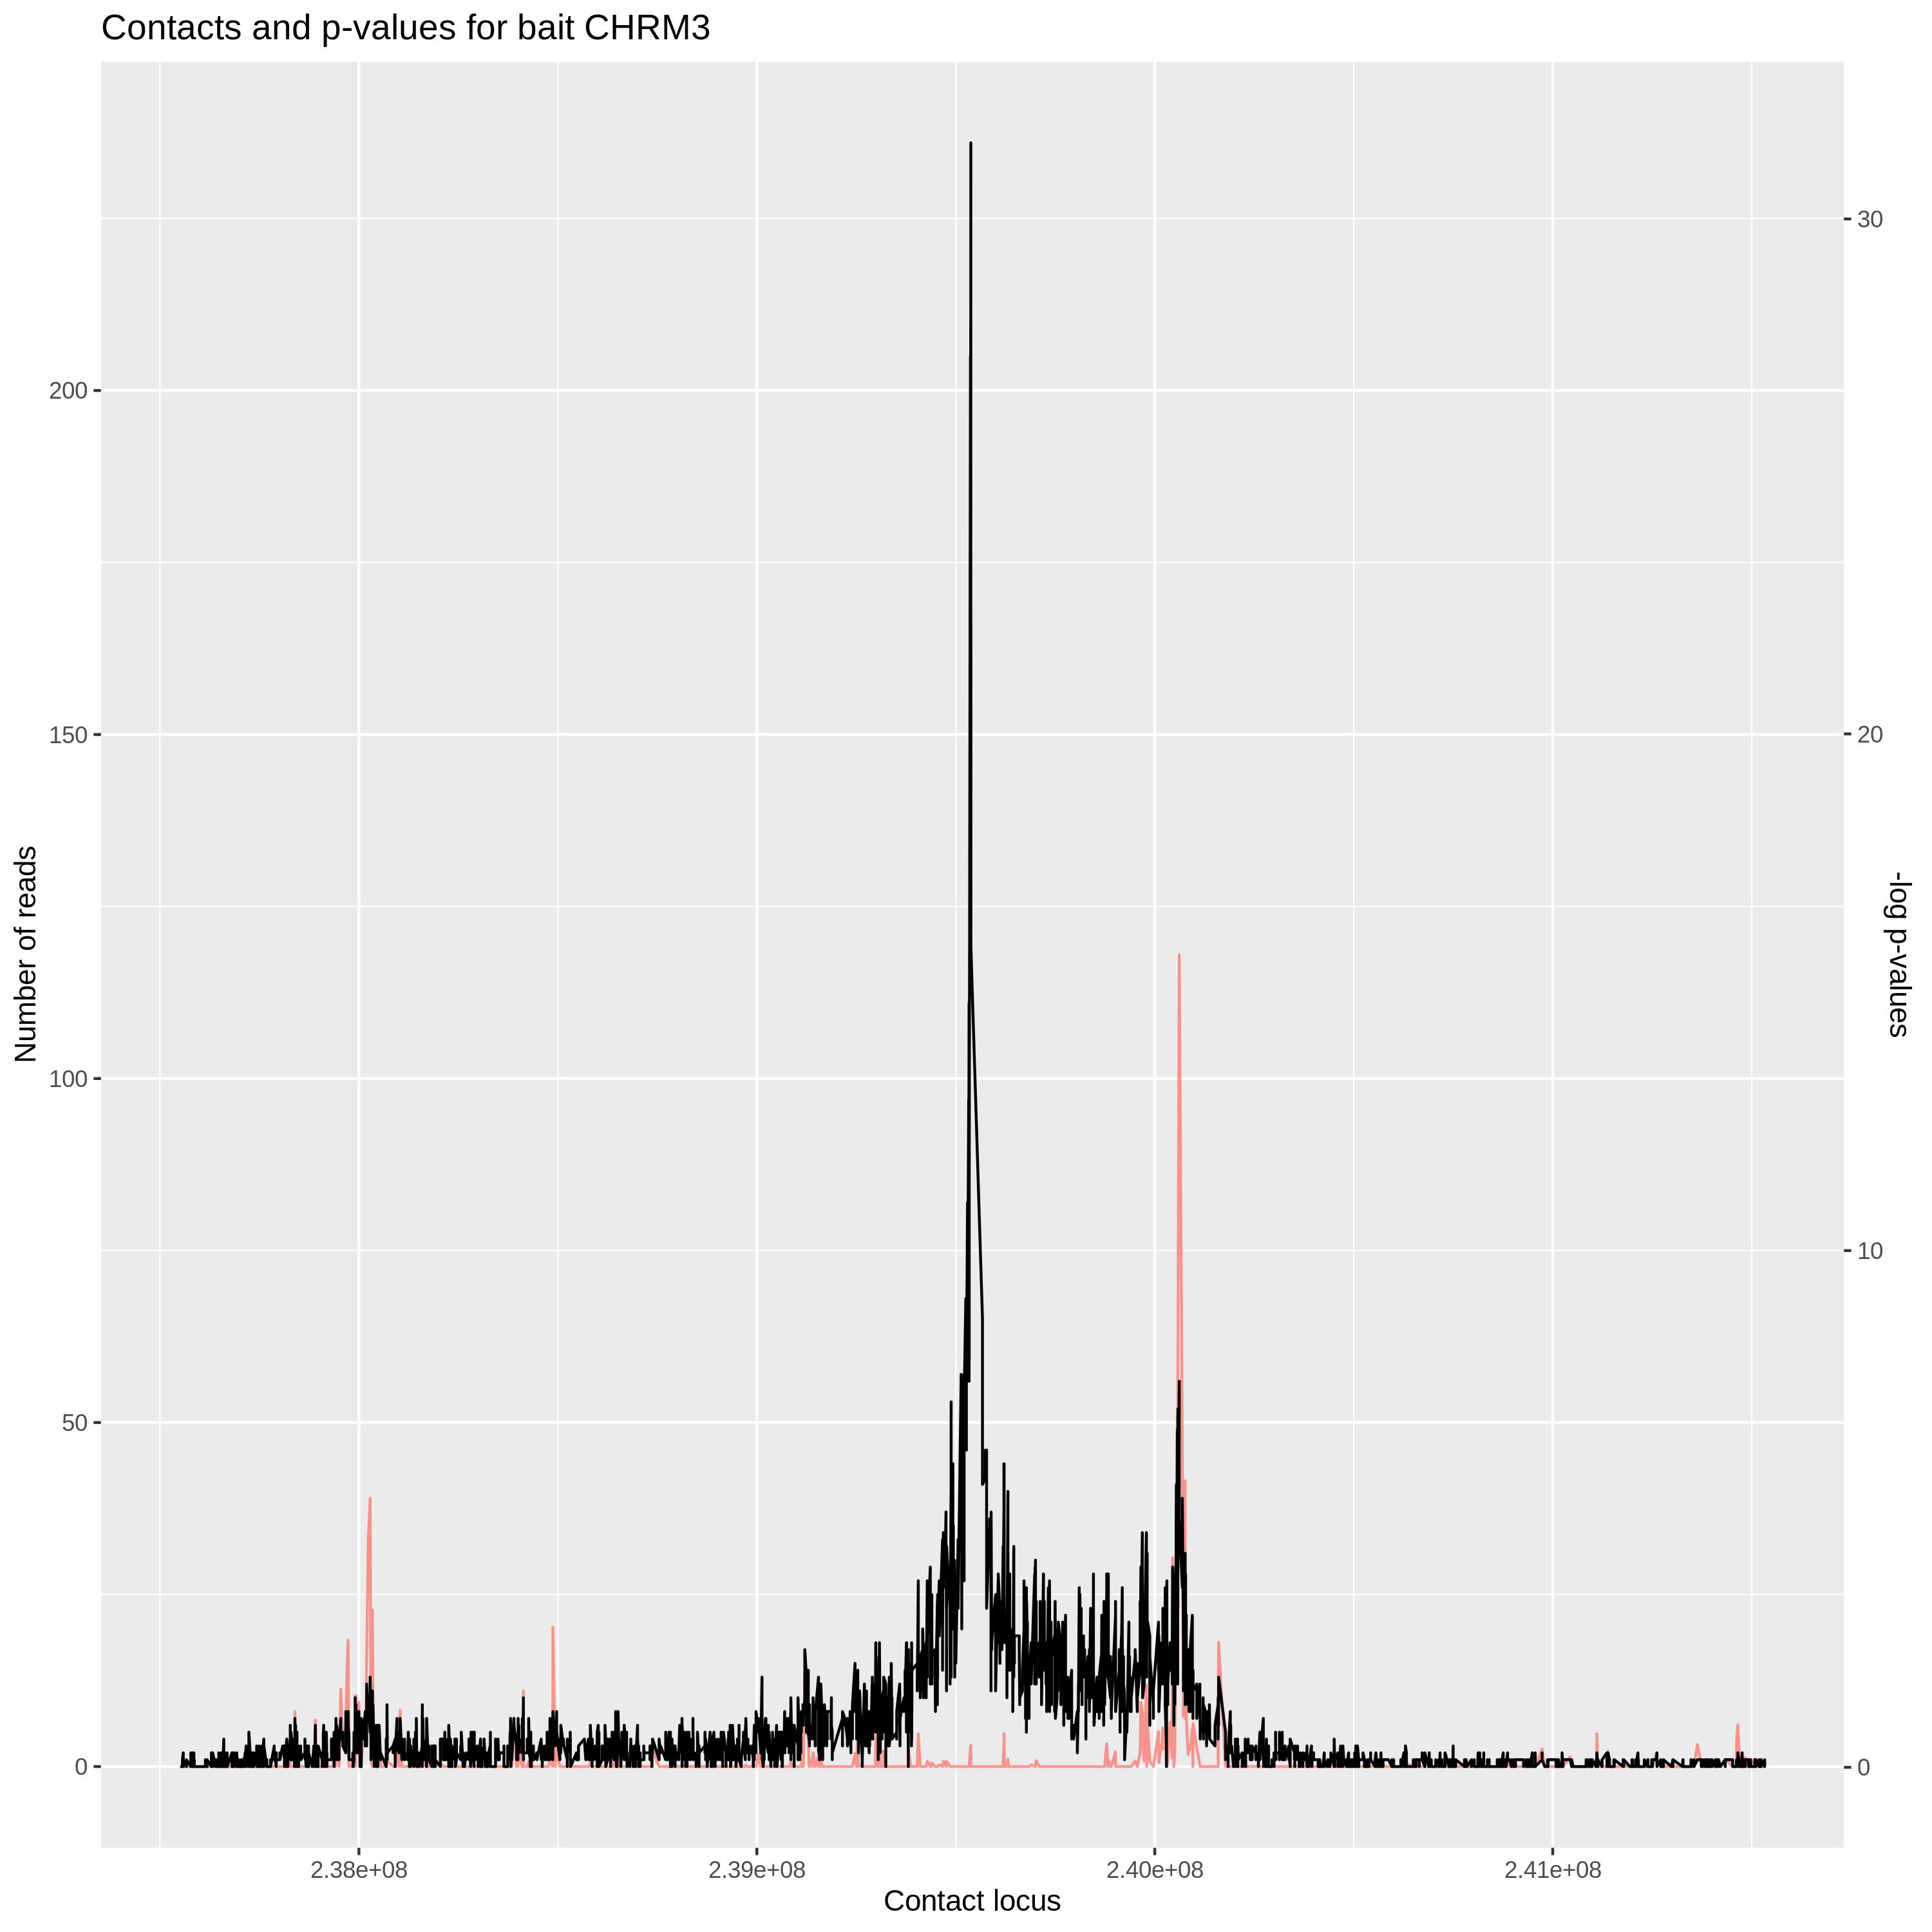 Contacts and p-values for bait CHRM3
Number of reads
200
150
100
50
0
30
20
10
0
-log p-values
2.38e+08
2.39e+08
2.40e+08
2.41e+08
Contact locus